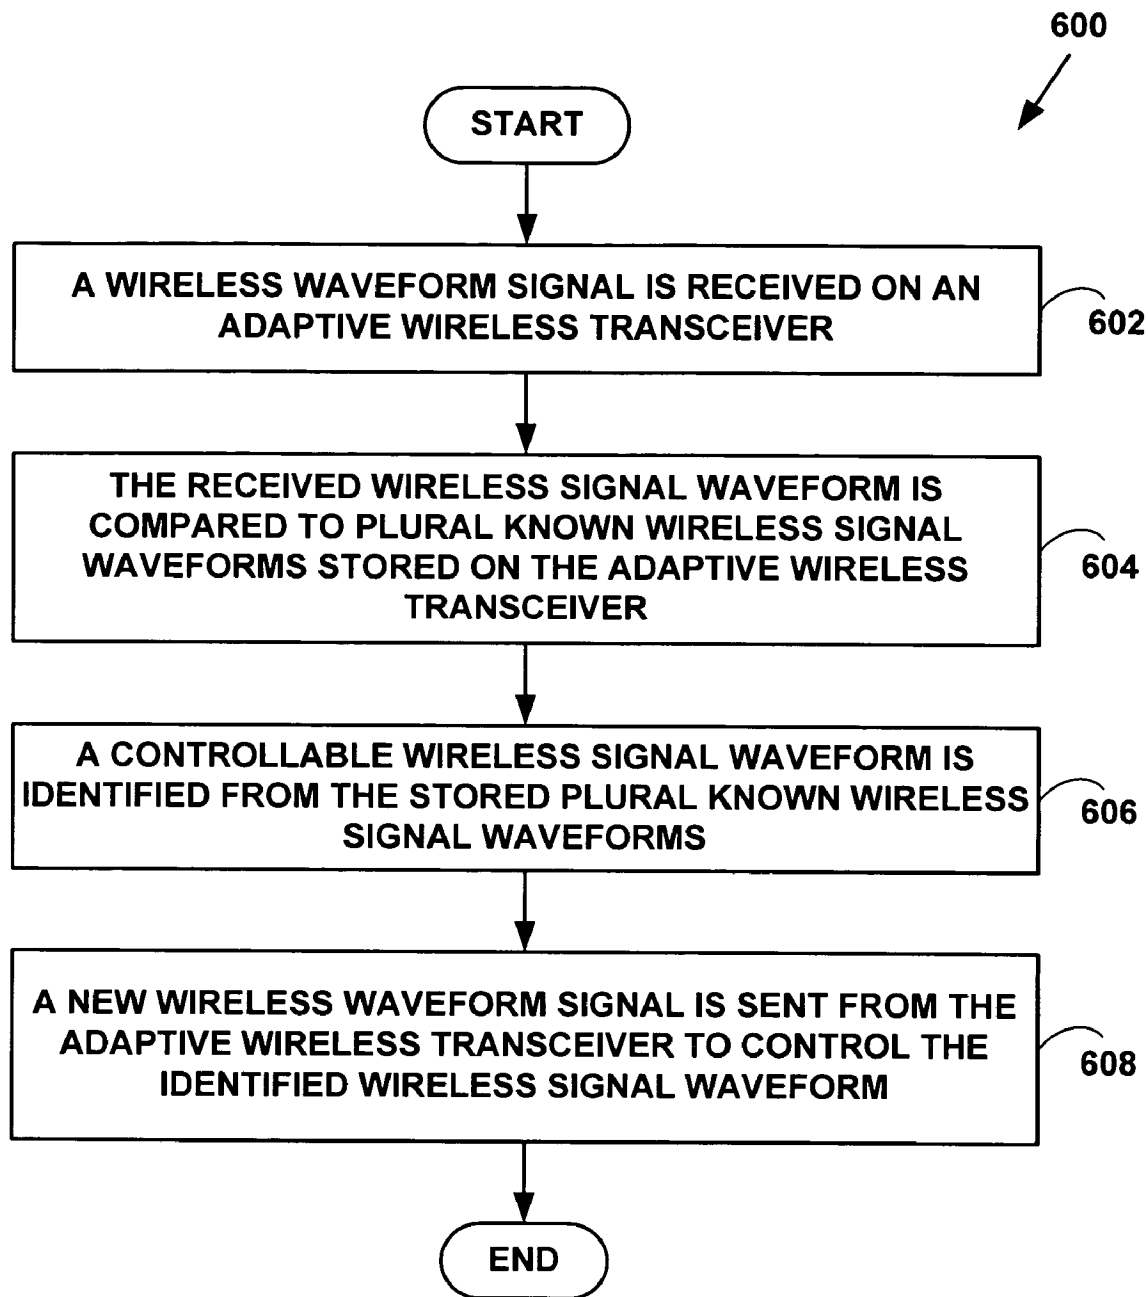 600
START
A WIRELESS WAVEFORM SIGNAL IS RECEIVED ON AN
ADAPTIVE WIRELESS TRANSCEIVER
602
THE RECEIVED WIRELESS SIGNAL WAVEFORM IS
COMPARED TO PLURAL KNOWN WIRELESS SIGNAL
WAVEFORMS STORED ON THE ADAPTIVE WIRELESS
TRANSCEIVER
604
A CONTROLLABLE WIRELESS SIGNAL WAVEFORM IS
IDENTIFIED FROM THE STORED PLURAL KNOWN WIRELESS
SIGNAL WAVEFORMS
606
A NEW WIRELESS WAVEFORM SIGNAL IS SENT FROM THE
ADAPTIVE WIRELESS TRANSCEIVER TO CONTROL THE
IDENTIFIED WIRELESS SIGNAL WAVEFORM
608
END